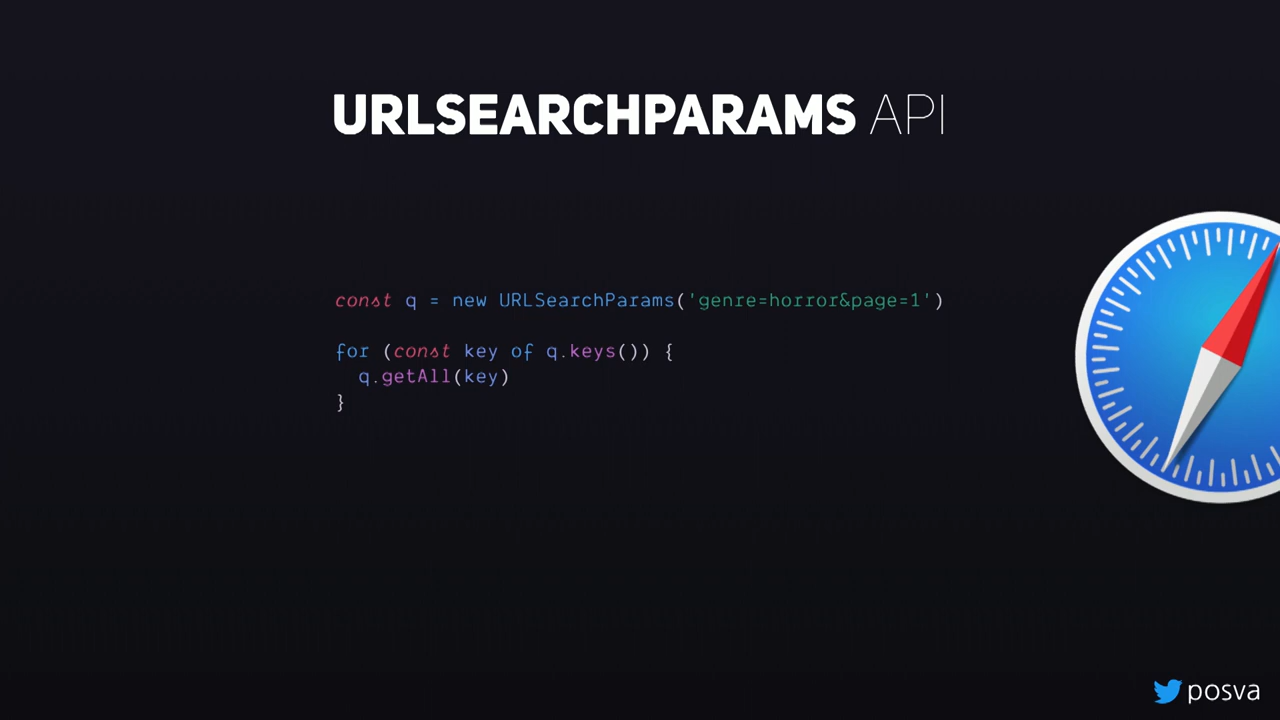 URLSEARCHPARAMS API
const q = new URLSearchParams('genre=horror&page=1')
for (const key of q.keys()) {
  q.getAll(key)
}
posva